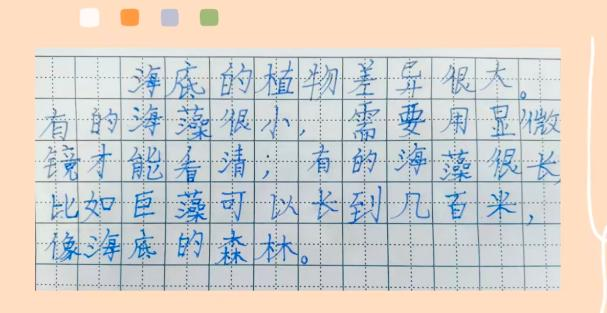 海底的植物差异很大。
有的海藻很小，需要用显微
镜才能看清；有的海藻很长
比如巨藻可以长到几百米，
像海底的森林。